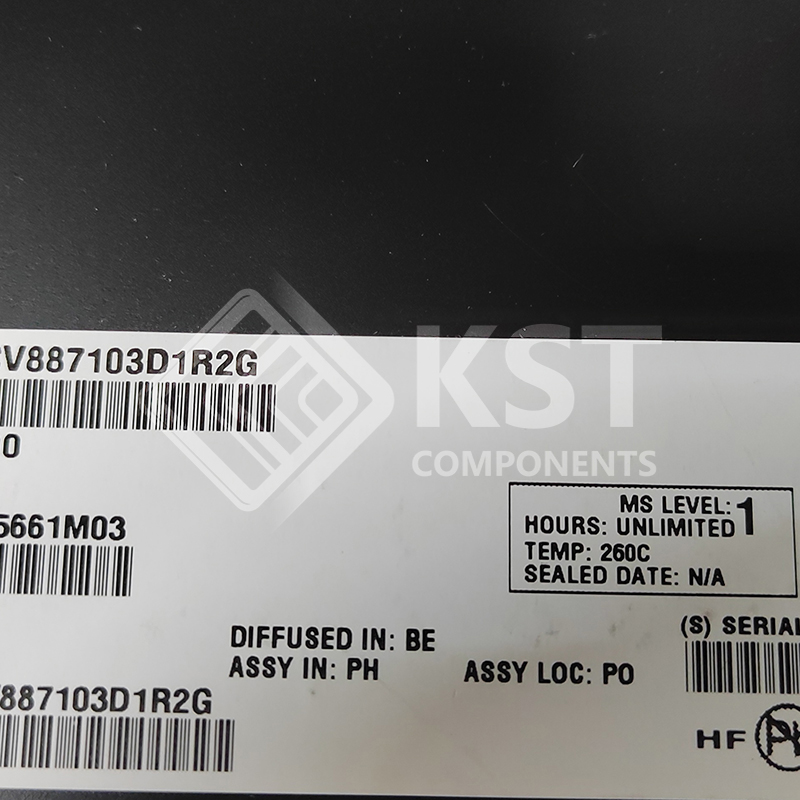 V887103D1R2G
KST
COMPONENTS
0
MS LEVEL: 1
HOURS: UNLIMITED
TEMP: 260C
SEALED DATE: N/A
5661M03
DIFFUSED IN: BE
ASSY IN: PH
ASSY LOC: PO
(S) SERIAL
887103D1R2G
HF